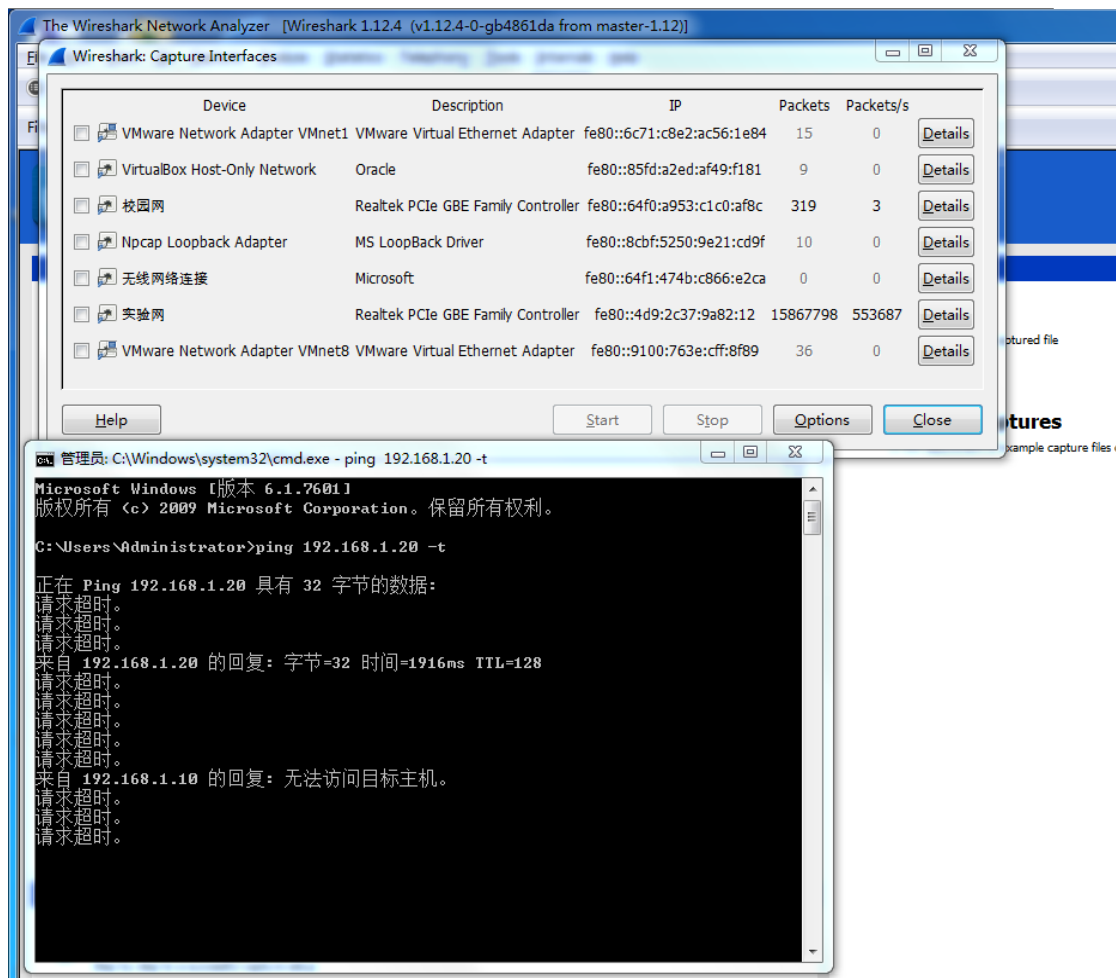 The Wireshark Network Analyzer [Wireshark 1.12.4 (v1.12.4-0-gb4861da from master-1.12)]
Wireshark: Capture Interfaces
Device Description IP Packets Packets/s
VMware Network Adapter VMnet1 VMware Virtual Ethernet Adapter fe80::6c71:c8e2:ac56:1e84 15 0 Details
VirtualBox Host-Only Network Oracle fe80::85fd:a2ed:af49:f181 9 0 Details
校园网 Realtek PCIe GBE Family Controller fe80::64f0:a953:c1c0:af8c 319 3 Details
Npcap Loopback Adapter MS LoopBack Driver fe80::8cbf:5250:9e21:cd9f 10 0 Details
无线网络连接 Microsoft fe80::64f1:474b:c866:e2ca 0 0 Details
实验网 Realtek PCIe GBE Family Controller fe80::4d9:2c37:9a82:12 15867798 553687 Details
VMware Network Adapter VMnet8 VMware Virtual Ethernet Adapter fe80::9100:763e:cff:8f89 36 0 Details
ptured file
Help Start Stop Options Close
tures
xample capture files
管理员: C:\Windows\system32\cmd.exe - ping 192.168.1.20 -t
Microsoft Windows [版本 6.1.7601]
版权所有 (c) 2009 Microsoft Corporation。保留所有权利。
C:\Users\Administrator>ping 192.168.1.20 -t
正在 Ping 192.168.1.20 具有 32 字节的数据:
请求超时。
请求超时。
请求超时。
来自 192.168.1.20 的回复: 字节=32 时间=1916ms TTL=128
请求超时。
请求超时。
请求超时。
请求超时。
请求超时。
来自 192.168.1.10 的回复: 无法访问目标主机。
请求超时。
请求超时。
请求超时。